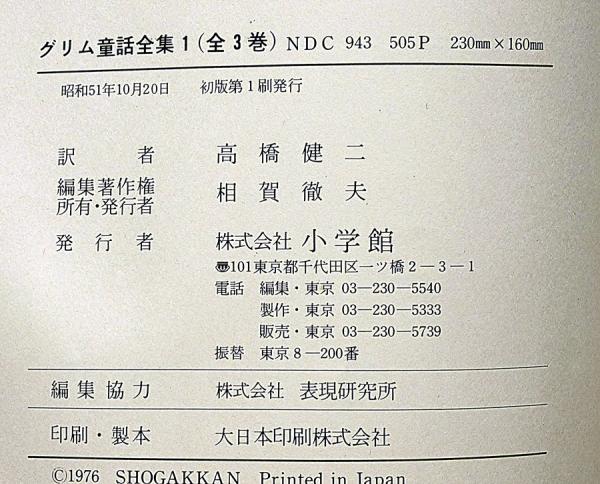 グリム童話全集1(全3巻) NDC 943 505P 230mm×160mm
昭和51年10月20日 初版第1刷発行
訳者 高橋健二
編集著作権
所有・発行者 相賀徹夫
発行者 株式会社 小学館
〠101東京都千代田区一ツ橋2—3—1
電話 編集・東京 03—230—5540
製作・東京 03—230—5333
販売・東京 03—230—5739
振替 東京8—200番
編集協力 株式会社 表現研究所
印刷・製本 大日本印刷株式会社
©1976 SHOGAKKAN Printed in Japan